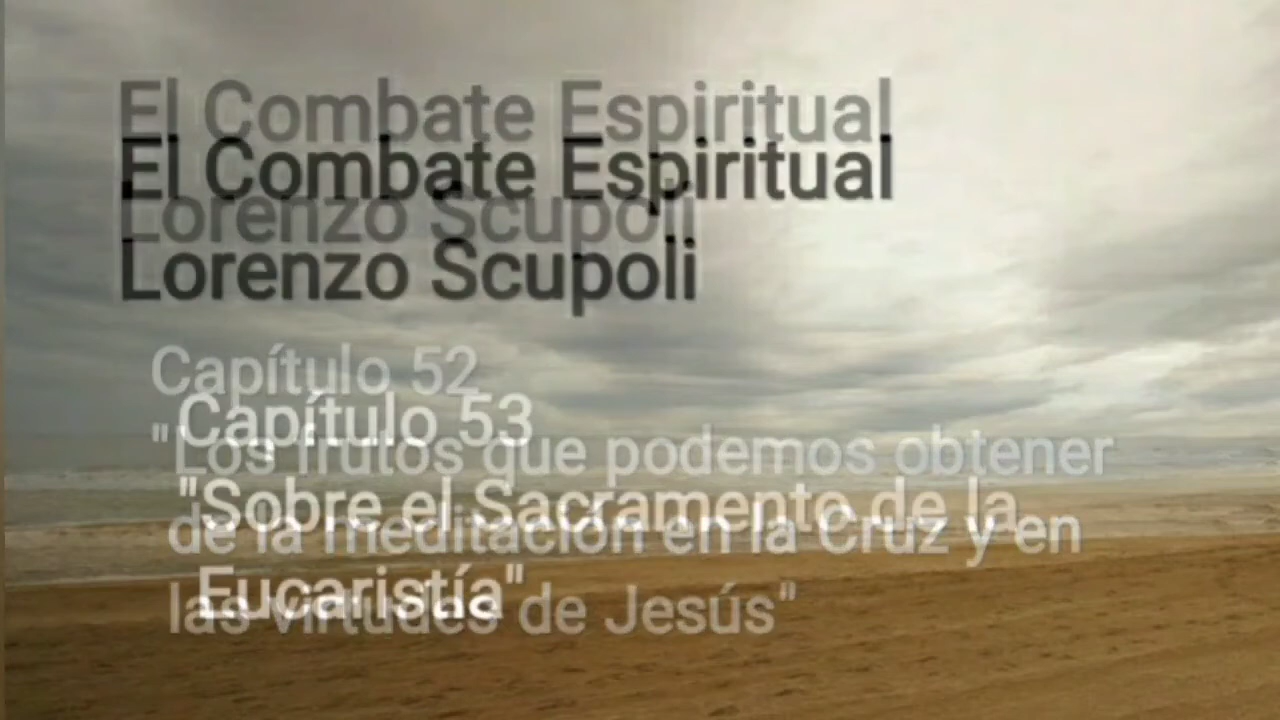 El Combate Espiritual
El Combate Espiritual
Lorenzo Scupoli
Lorenzo Scupoli
Capítulo 52
Capítulo 53
"Los frutos que podemos obtener
"Sobre el Sacramento de la
de la meditación en la Cruz y en
Eucaristía"
las virtudes de Jesús"